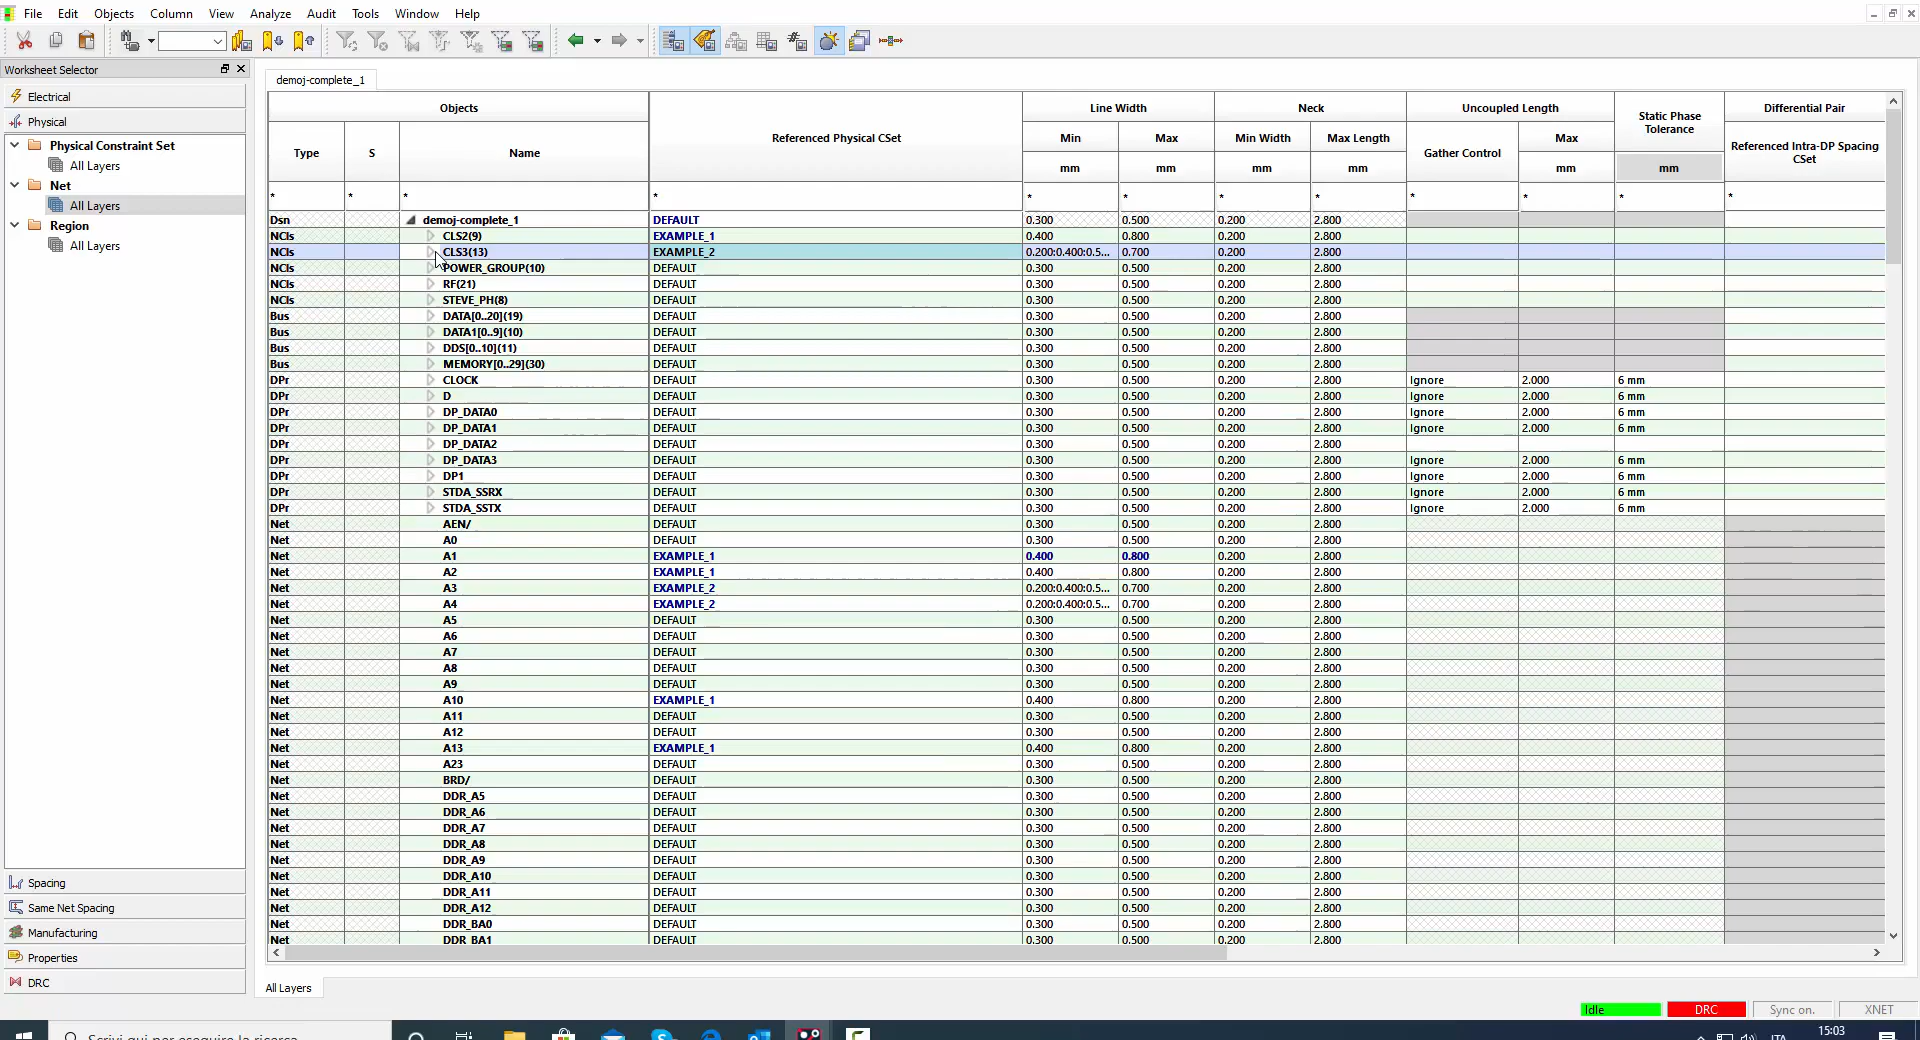 File Edit Objects Column View Analyze Audit Tools Window Help
Worksheet Selector
Electrical
Physical
Physical Constraint Set
All Layers
Net
All Layers
Region
All Layers
Spacing
Same Net Spacing
Manufacturing
Properties
DRC
demoj-complete_1
Objects Referenced Physical CSet Line Width Neck Uncoupled Length Static Phase Tolerance Differential Pair
Type S Name Min Max Min Width Max Length Gather Control Max Referenced Intra-DP Spacing CSet
mm mm mm mm mm mm
* * * * * * * * * * * *
Dsn demoj-complete_1 DEFAULT 0.300 0.500 0.200 2.800
NCls CLS2(9) EXAMPLE_1 0.400 0.800 0.200 2.800
NCls CLS3(13) EXAMPLE_2 0.200:0.400:0.5... 0.700 0.200 2.800
NCls POWER_GROUP(10) DEFAULT 0.300 0.500 0.200 2.800
NCls RF(21) DEFAULT 0.300 0.500 0.200 2.800
NCls STEVE_PH(8) DEFAULT 0.300 0.500 0.200 2.800
Bus DATA[0..20](19) DEFAULT 0.300 0.500 0.200 2.800
Bus DATA1[0..9](10) DEFAULT 0.300 0.500 0.200 2.800
Bus DDS[0..10](11) DEFAULT 0.300 0.500 0.200 2.800
Bus MEMORY[0..29](30) DEFAULT 0.300 0.500 0.200 2.800
DPr CLOCK DEFAULT 0.300 0.500 0.200 2.800 Ignore 2.000 6 mm
DPr D DEFAULT 0.300 0.500 0.200 2.800 Ignore 2.000 6 mm
DPr DP_DATA0 DEFAULT 0.300 0.500 0.200 2.800 Ignore 2.000 6 mm
DPr DP_DATA1 DEFAULT 0.300 0.500 0.200 2.800 Ignore 2.000 6 mm
DPr DP_DATA2 DEFAULT 0.300 0.500 0.200 2.800
DPr DP_DATA3 DEFAULT 0.300 0.500 0.200 2.800 Ignore 2.000 6 mm
DPr DP1 DEFAULT 0.300 0.500 0.200 2.800 Ignore 2.000 6 mm
DPr STDA_SSRX DEFAULT 0.300 0.500 0.200 2.800 Ignore 2.000 6 mm
DPr STDA_SSTX DEFAULT 0.300 0.500 0.200 2.800 Ignore 2.000 6 mm
Net AEN/ DEFAULT 0.300 0.500 0.200 2.800
Net A0 DEFAULT 0.300 0.500 0.200 2.800
Net A1 EXAMPLE_1 0.400 0.800 0.200 2.800
Net A2 EXAMPLE_1 0.400 0.800 0.200 2.800
Net A3 EXAMPLE_2 0.200:0.400:0.5... 0.700 0.200 2.800
Net A4 EXAMPLE_2 0.200:0.400:0.5... 0.700 0.200 2.800
Net A5 DEFAULT 0.300 0.500 0.200 2.800
Net A6 DEFAULT 0.300 0.500 0.200 2.800
Net A7 DEFAULT 0.300 0.500 0.200 2.800
Net A8 DEFAULT 0.300 0.500 0.200 2.800
Net A9 DEFAULT 0.300 0.500 0.200 2.800
Net A10 EXAMPLE_1 0.400 0.800 0.200 2.800
Net A11 DEFAULT 0.300 0.500 0.200 2.800
Net A12 DEFAULT 0.300 0.500 0.200 2.800
Net A13 EXAMPLE_1 0.400 0.800 0.200 2.800
Net A23 DEFAULT 0.300 0.500 0.200 2.800
Net BRD/ DEFAULT 0.300 0.500 0.200 2.800
Net DDR_A5 DEFAULT 0.300 0.500 0.200 2.800
Net DDR_A6 DEFAULT 0.300 0.500 0.200 2.800
Net DDR_A7 DEFAULT 0.300 0.500 0.200 2.800
Net DDR_A8 DEFAULT 0.300 0.500 0.200 2.800
Net DDR_A9 DEFAULT 0.300 0.500 0.200 2.800
Net DDR_A10 DEFAULT 0.300 0.500 0.200 2.800
Net DDR_A11 DEFAULT 0.300 0.500 0.200 2.800
Net DDR_A12 DEFAULT 0.300 0.500 0.200 2.800
Net DDR_BA0 DEFAULT 0.300 0.500 0.200 2.800
Net DDR_BA1 DEFAULT 0.300 0.500 0.200 2.800
All Layers
Idle DRC Sync on. XNET
Scrivi qui per eseguire la ricerca
ITA 15:03